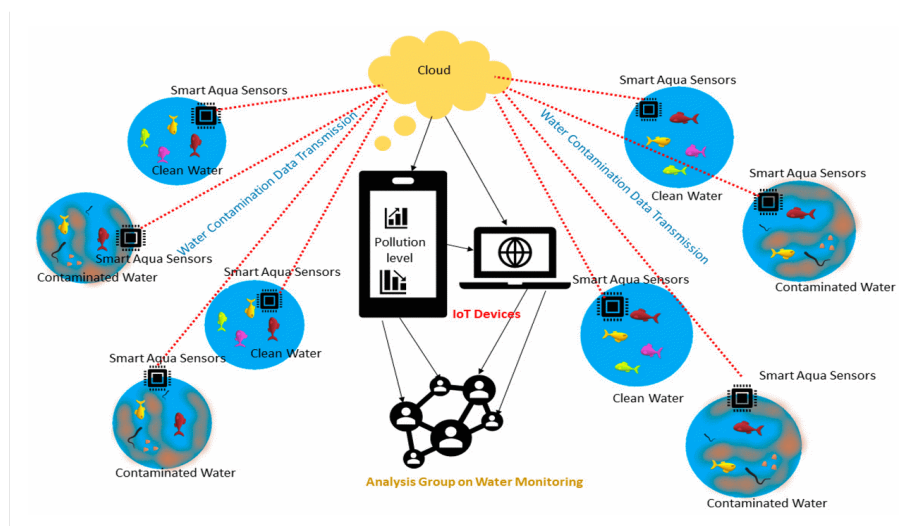 Cloud
Smart Aqua Sensors
Clean Water
Water Contamination Data Transmission
Smart Aqua Sensors
Contaminated Water
Smart Aqua Sensors
Clean Water
Smart Aqua Sensors
Contaminated Water
Pollution
level
IoT Devices
Analysis Group on Water Monitoring
Smart Aqua Sensors
Clean Water
Water Contamination Data Transmission
Smart Aqua Sensors
Contaminated Water
Smart Aqua Sensors
Clean Water
Smart Aqua Sensors
Contaminated Water